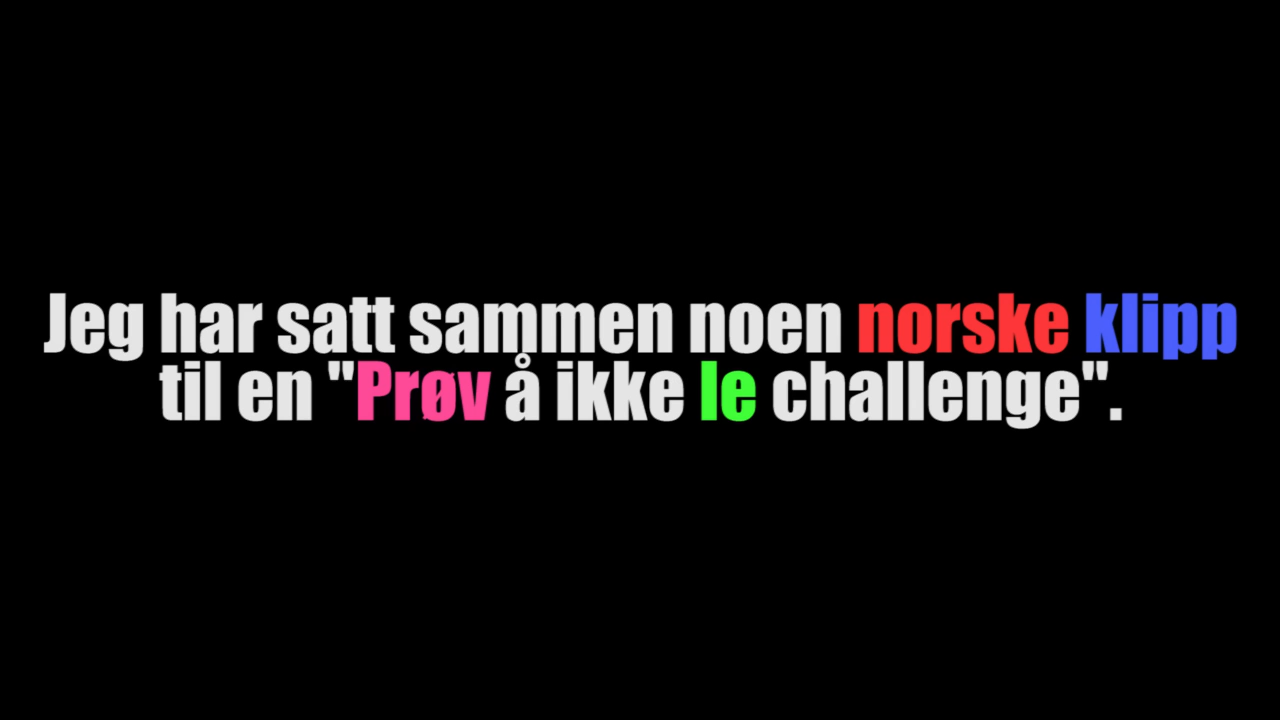 Jeg har satt sammen noen norske klipp
til en "Prøv å ikke le challenge".